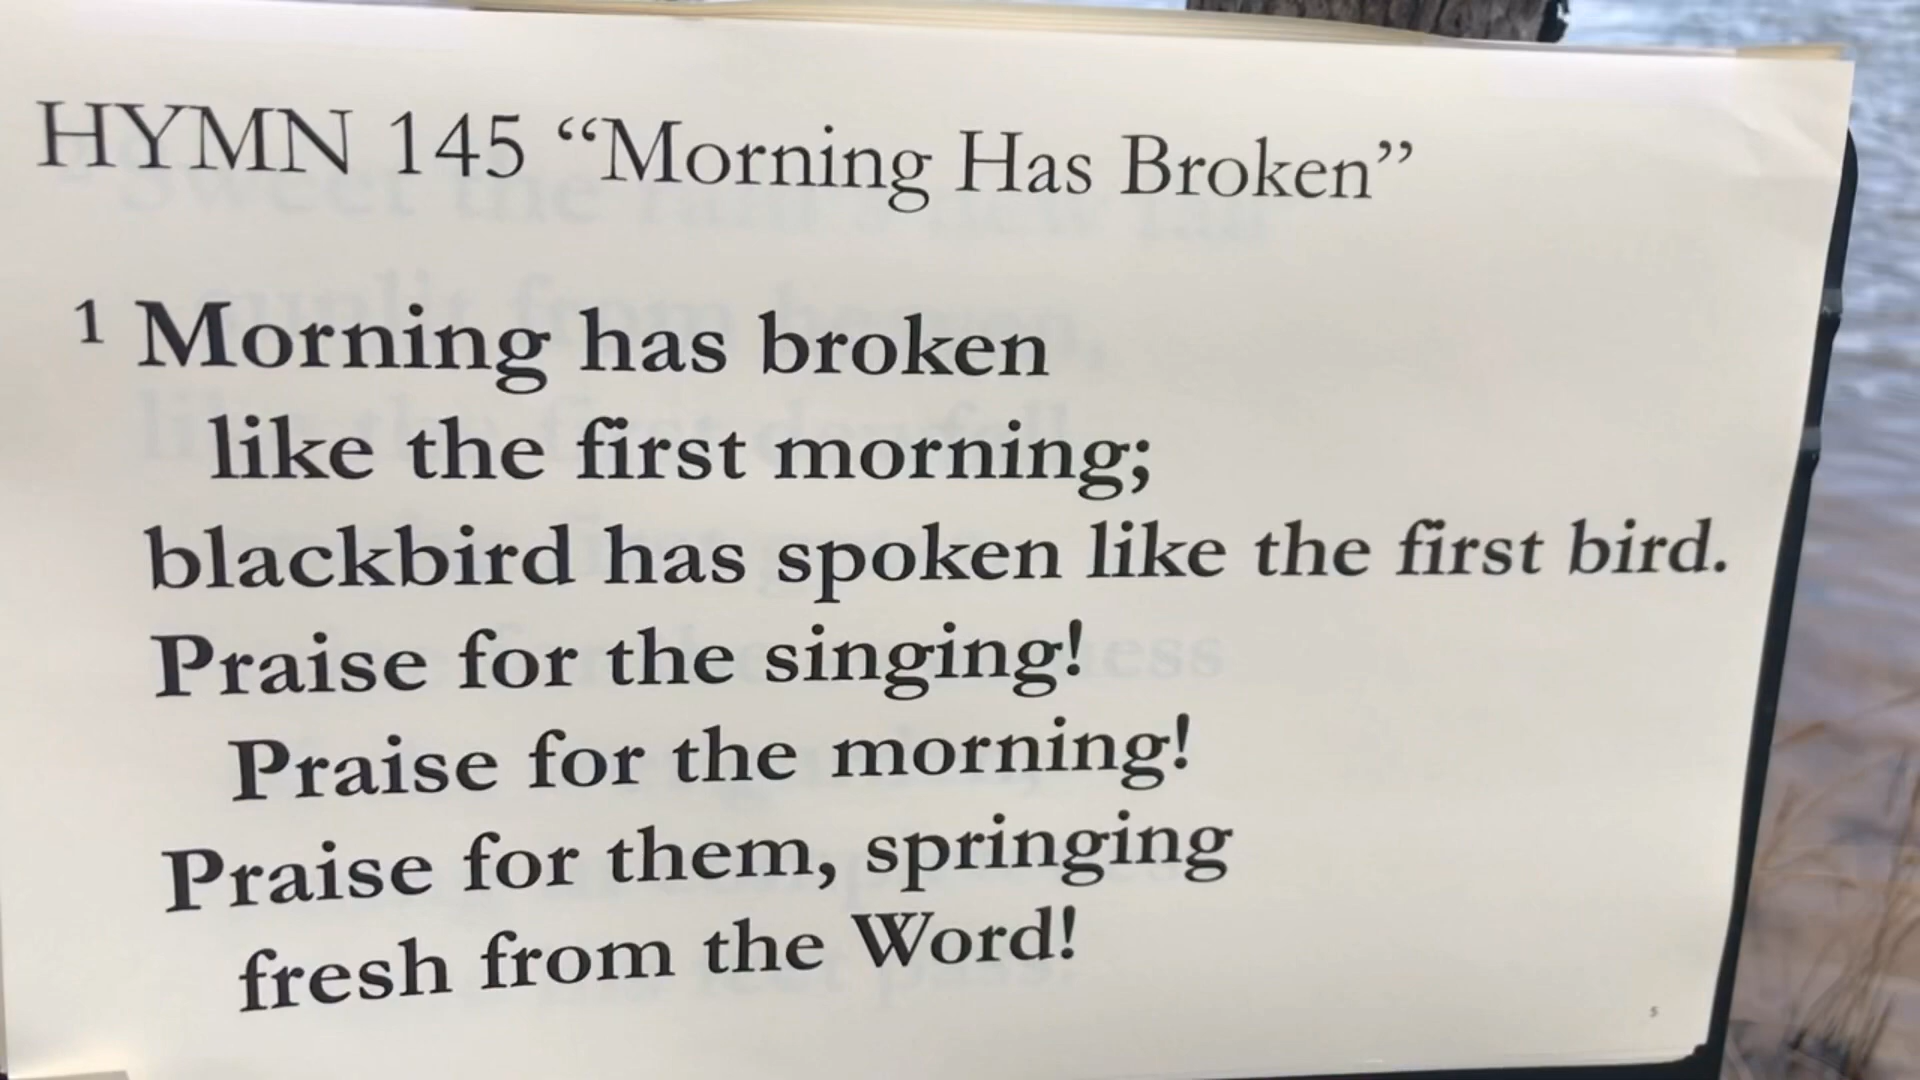 HYMN 145 “Morning Has Broken”
1 Morning has broken
like the first morning;
blackbird has spoken like the first bird.
Praise for the singing!
Praise for the morning!
Praise for them, springing
fresh from the Word!
5